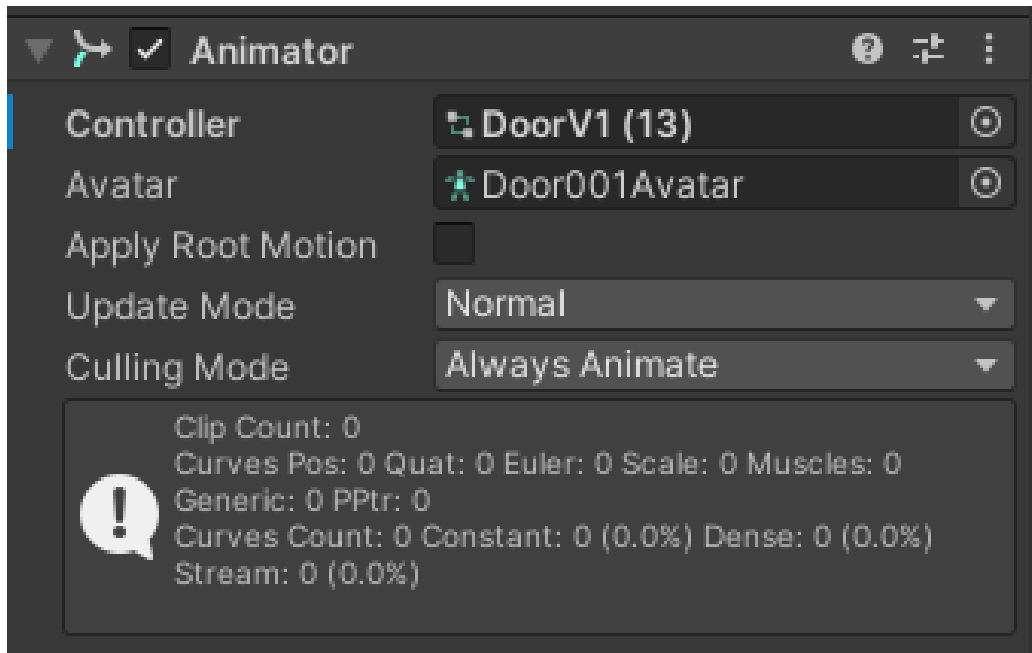 Animator
Controller DoorV1 (13)
Avatar Door001Avatar
Apply Root Motion
Update Mode Normal
Culling Mode Always Animate
Clip Count: 0
Curves Pos: 0 Quat: 0 Euler: 0 Scale: 0 Muscles: 0
Generic: 0 PPtr: 0
Curves Count: 0 Constant: 0 (0.0%) Dense: 0 (0.0%)
Stream: 0 (0.0%)